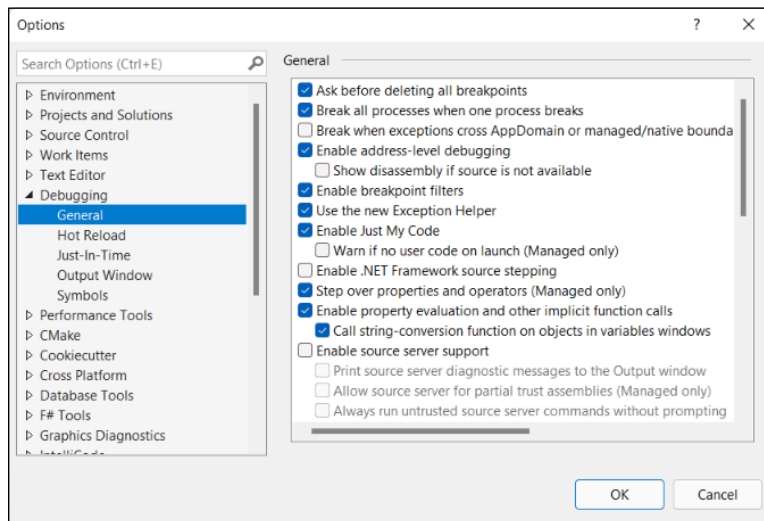 Options
?
Search Options (Ctrl+E)
Environment
Projects and Solutions
Source Control
Work Items
Text Editor
Debugging
General
Hot Reload
Just-In-Time
Output Window
Symbols
Performance Tools
CMake
Cookiecutter
Cross Platform
Database Tools
F# Tools
Graphics Diagnostics
General
Ask before deleting all breakpoints
Break all processes when one process breaks
Break when exceptions cross AppDomain or managed/native bounda
Enable address-level debugging
Show disassembly if source is not available
Enable breakpoint filters
Use the new Exception Helper
Enable Just My Code
Warn if no user code on launch (Managed only)
Enable .NET Framework source stepping
Step over properties and operators (Managed only)
Enable property evaluation and other implicit function calls
Call string-conversion function on objects in variables windows
Enable source server support
Print source server diagnostic messages to the Output window
Allow source server for partial trust assemblies (Managed only)
Always run untrusted source server commands without prompting
OK
Cancel